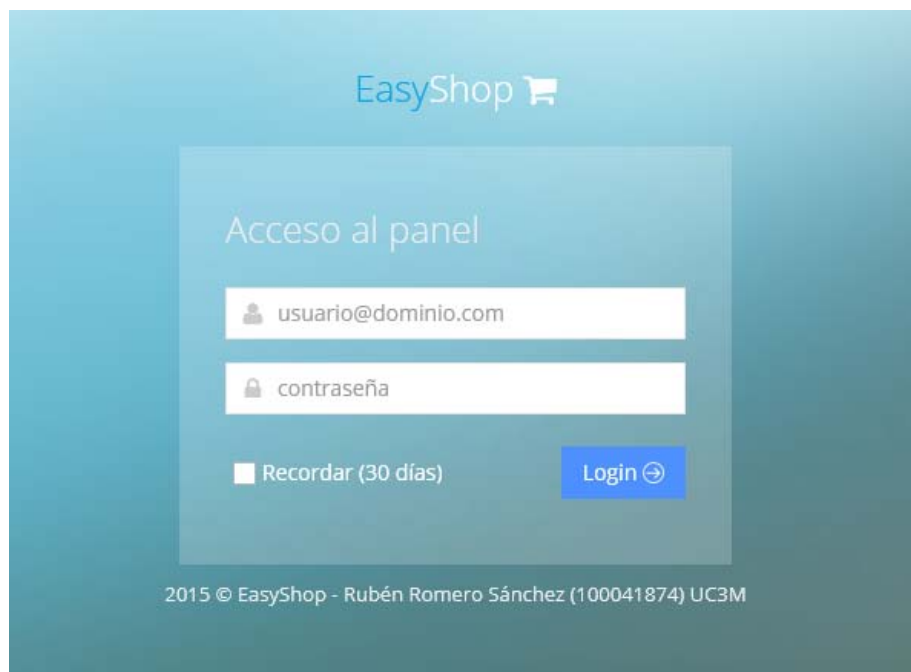 EasyShop
Acceso al panel
usuario@dominio.com
contraseña
Recordar (30 días)
Login
2015 © EasyShop - Rubén Romero Sánchez (100041874) UC3M